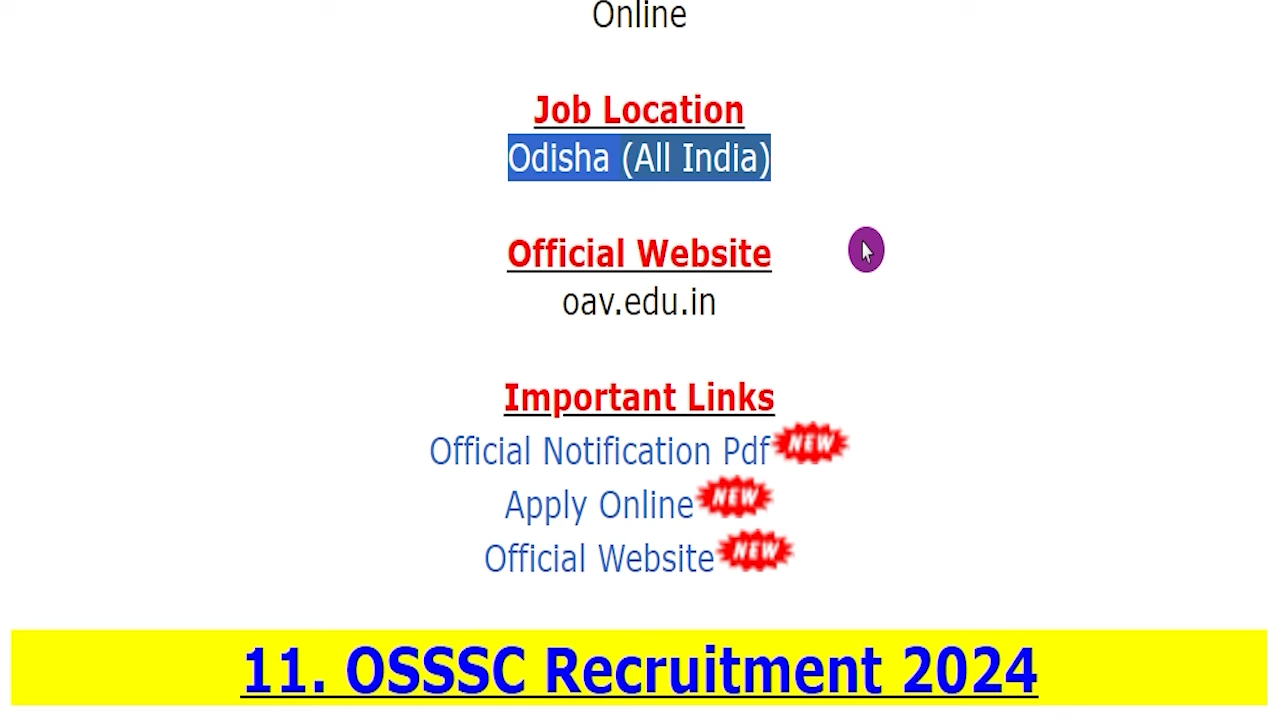 Online
Job Location
Odisha (All India)
Official Website
oav.edu.in
Important Links
Official Notification Pdf NEW
Apply Online NEW
Official Website NEW
11. OSSSC Recruitment 2024